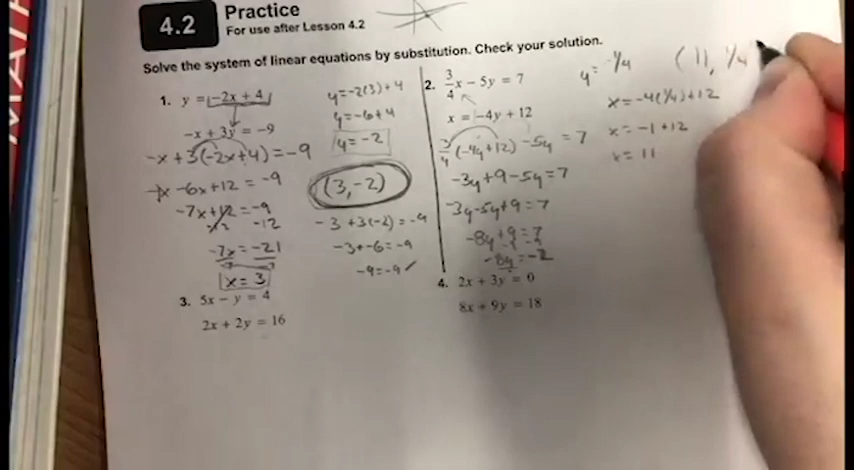 4.2 Practice
For use after Lesson 4.2
Solve the system of linear equations by substitution. Check your solution.
1. y = -2x + 4
-x + 3y = -9
-x + 3(-2x+4) = -9
-x -6x+12 = -9
-7x+12 = -9
-12 -12
-7x = -21
x = 3
y=-2(3)+4
y=-6+4
y=-2
(3,-2)
-3+3(-2)=-9
-3+-6=-9
-9=-9✓
2. 3/4x - 5y = 7
x = -4y + 12
3/4(-4y+12)-5y=7
-3y+9-5y=7
-3y-5y+9=7
-8y+9=7
-8y=-2
y= 1/4
x=-4(1/4)+12
x=-1+12
x=11
(11, 1/4
3. 5x - y = 4
2x + 2y = 16
4. 2x + 3y = 0
8x + 9y = 18